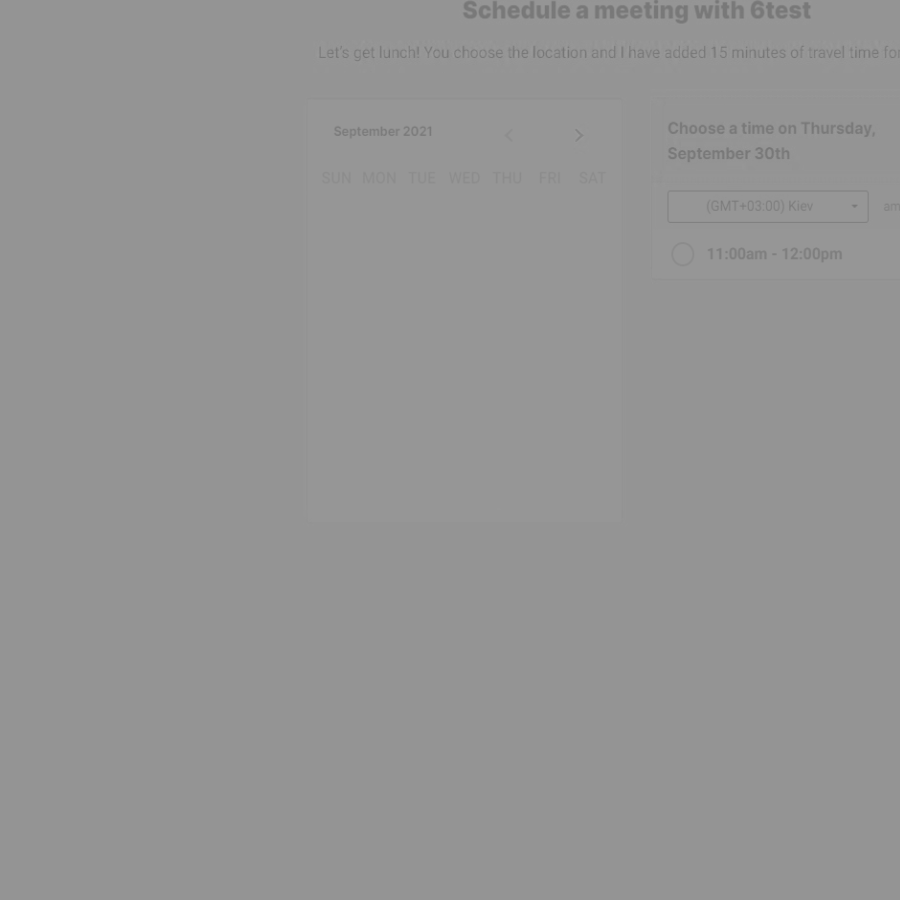 Schedule a meeting with 6test
Let's get lunch! You choose the location and I have added 15 minutes of travel time for
September 2021
SUN MON TUE WED THU FRI SAT
Choose a time on Thursday,
September 30th
(GMT+03:00) Kiev
am
11:00am - 12:00pm